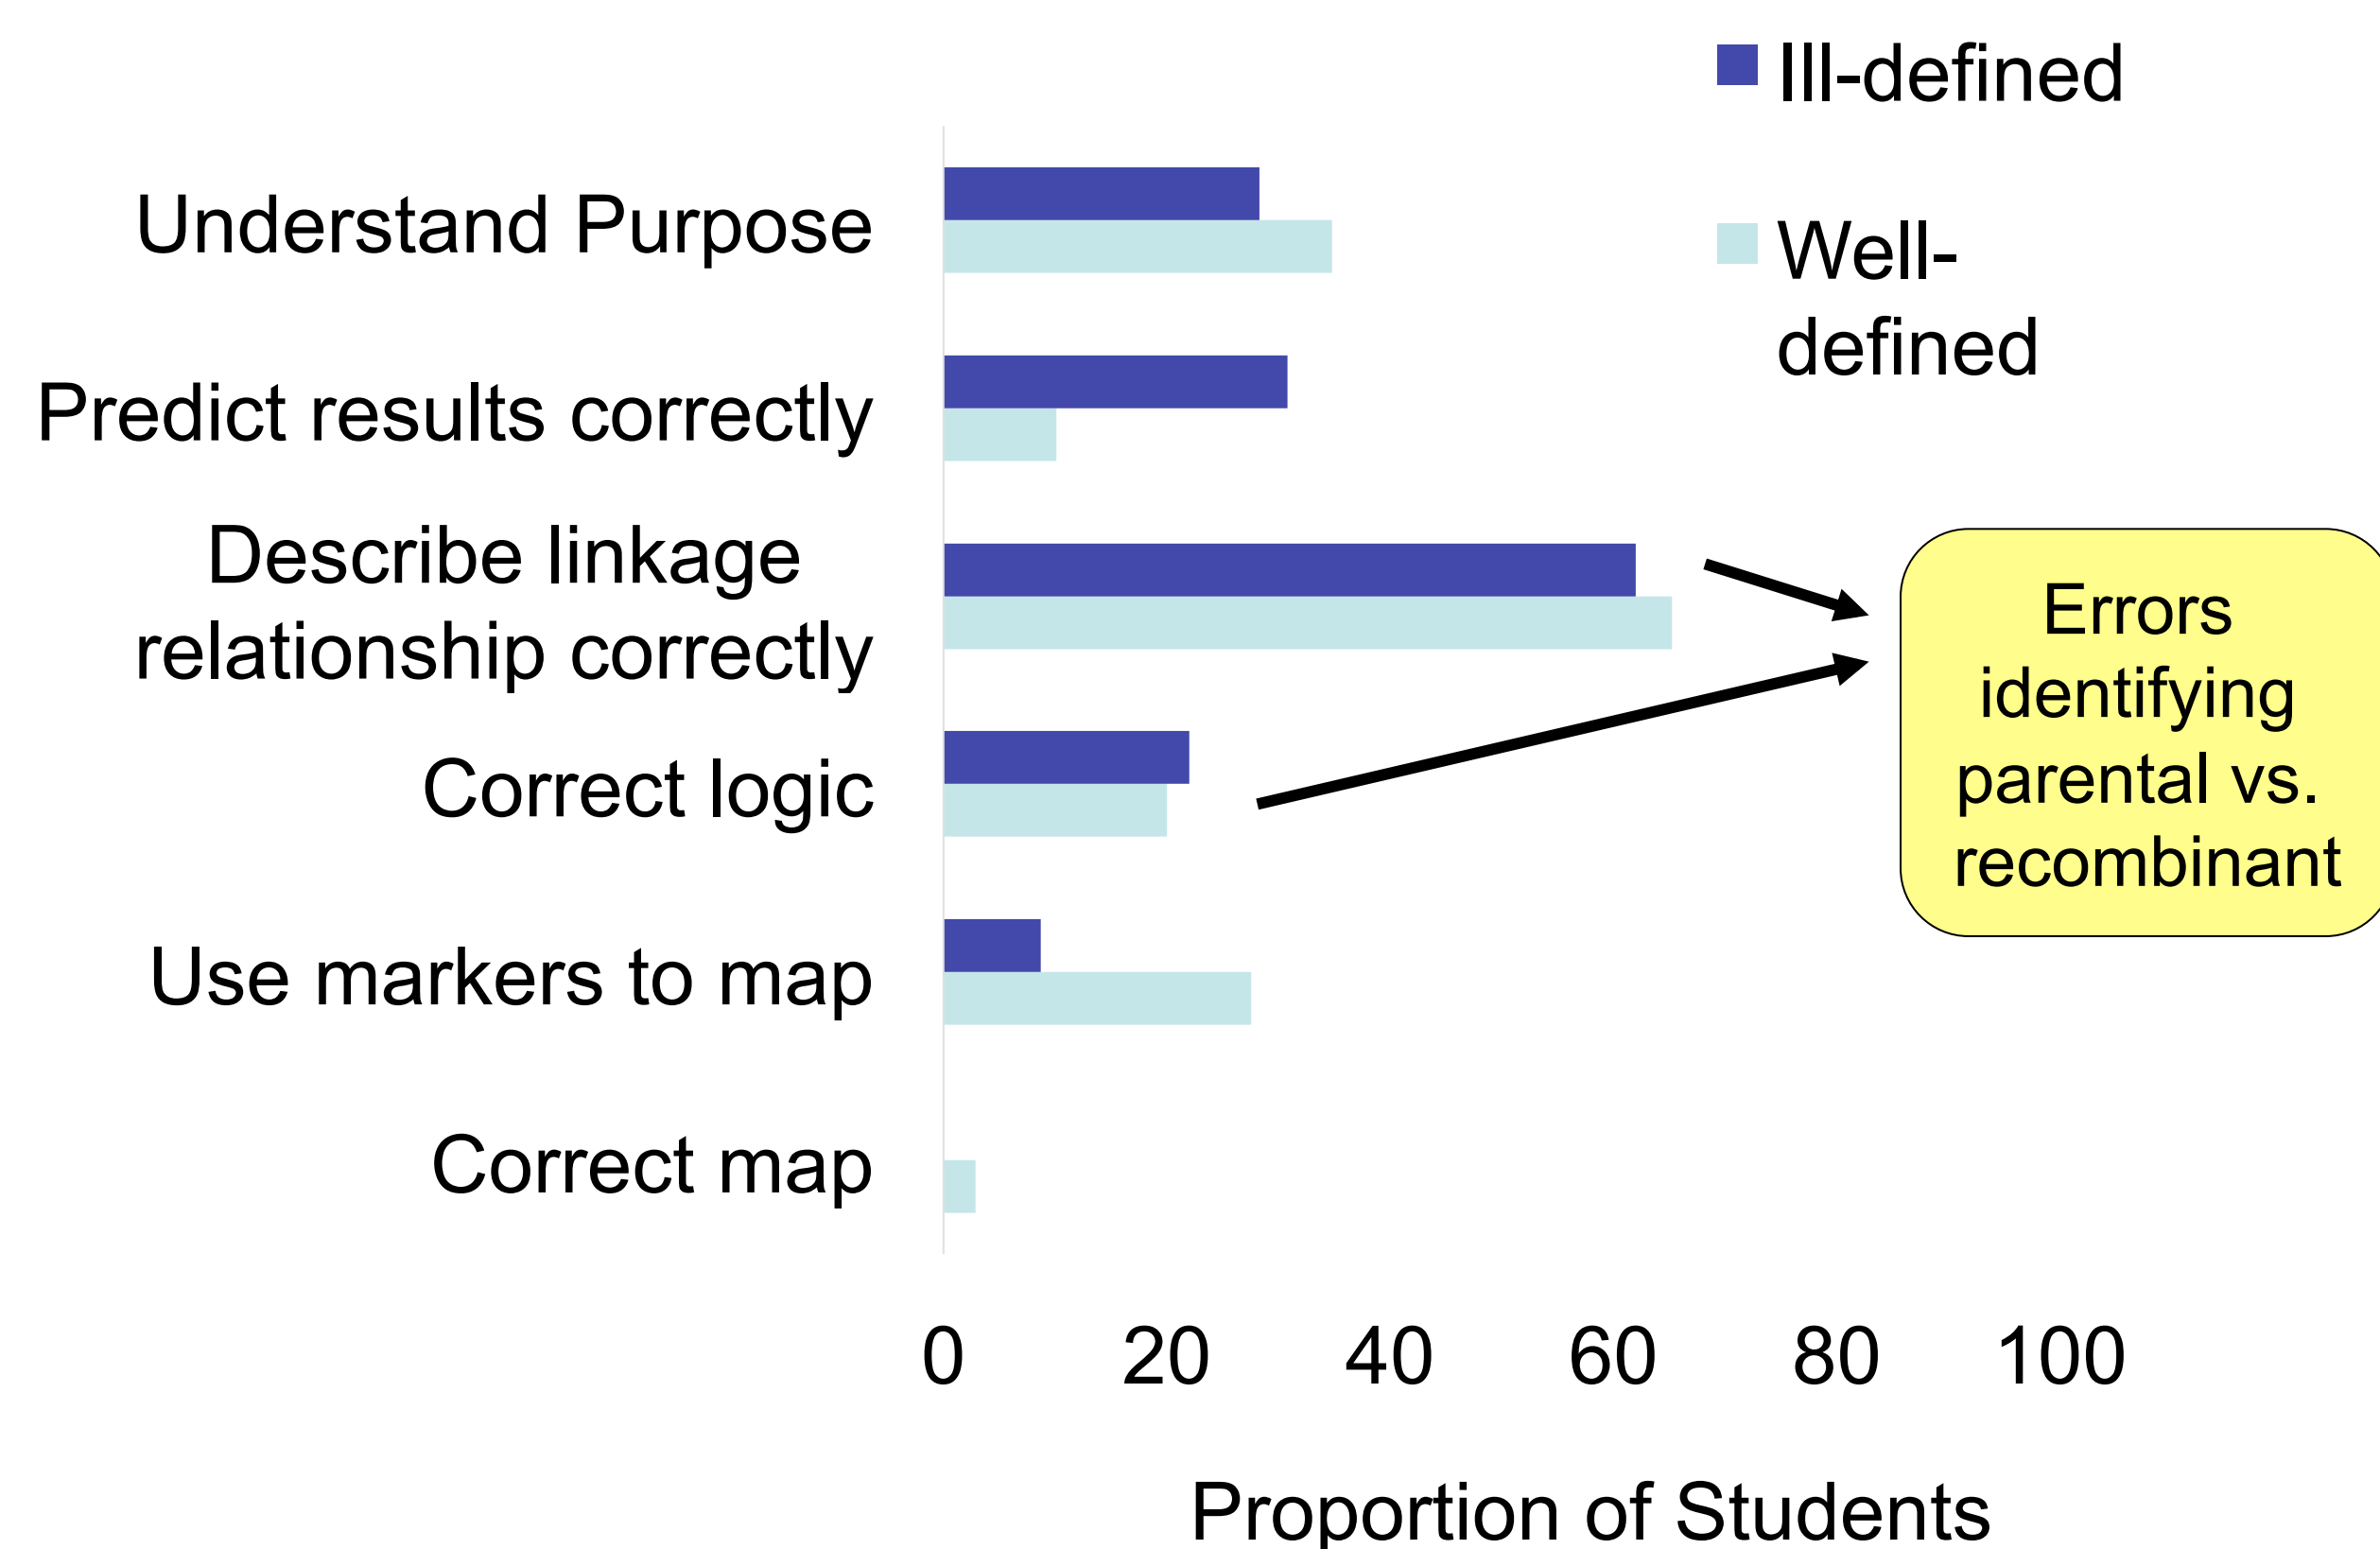 Ill-defined
Well-
defined
Understand Purpose
Predict results correctly
Describe linkage
relationship correctly
Correct logic
Use markers to map
Correct map
Errors
identifying
parental vs.
recombinant
0 20 40 60 80 100
Proportion of Students